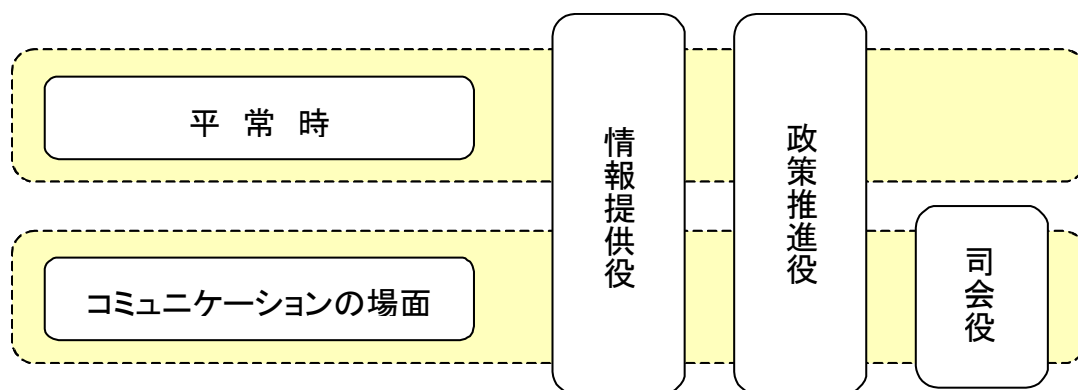 平 常 時
コミュニケーションの場面
情報提供役
政策推進役
司会役